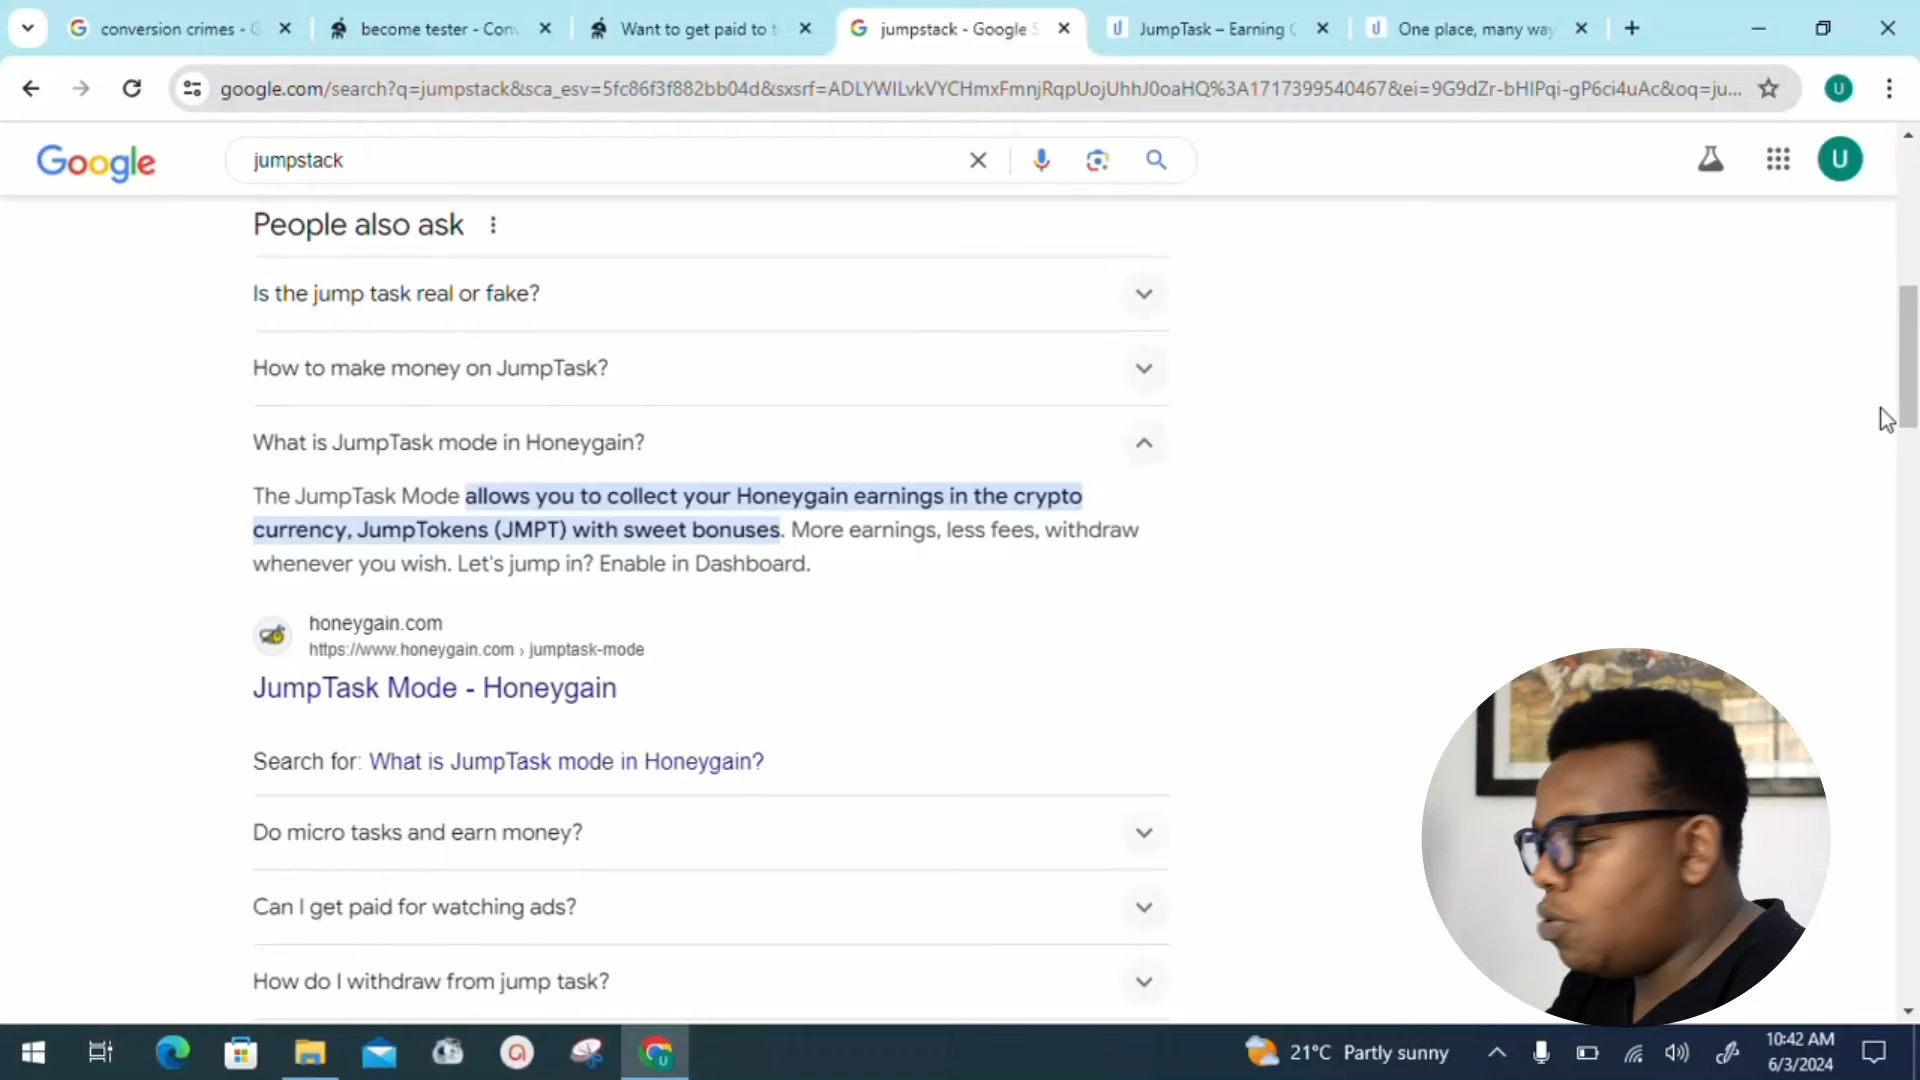 conversion crimes - G
become tester - Conv
Want to get paid to t
jumpstack - Google S
JumpTask – Earning G
One place, many way
google.com/search?q=jumpstack&sca_esv=5fc86f3f882bb04d&sxsrf=ADLYWILvkVYCHmxFmnjRqpUojUhhJ0oaHQ%3A1717399540467&ei=9G9dZr-bHIPqi-gP6ci4uAc&oq=ju...
U
Google
jumpstack
U
People also ask
Is the jump task real or fake?
How to make money on JumpTask?
What is JumpTask mode in Honeygain?
The JumpTask Mode allows you to collect your Honeygain earnings in the crypto
currency, JumpTokens (JMPT) with sweet bonuses. More earnings, less fees, withdraw
whenever you wish. Let's jump in? Enable in Dashboard.
honeygain.com
https://www.honeygain.com › jumptask-mode
JumpTask Mode - Honeygain
Search for: What is JumpTask mode in Honeygain?
Do micro tasks and earn money?
Can I get paid for watching ads?
How do I withdraw from jump task?
21°C Partly sunny
10:42 AM
6/3/2024